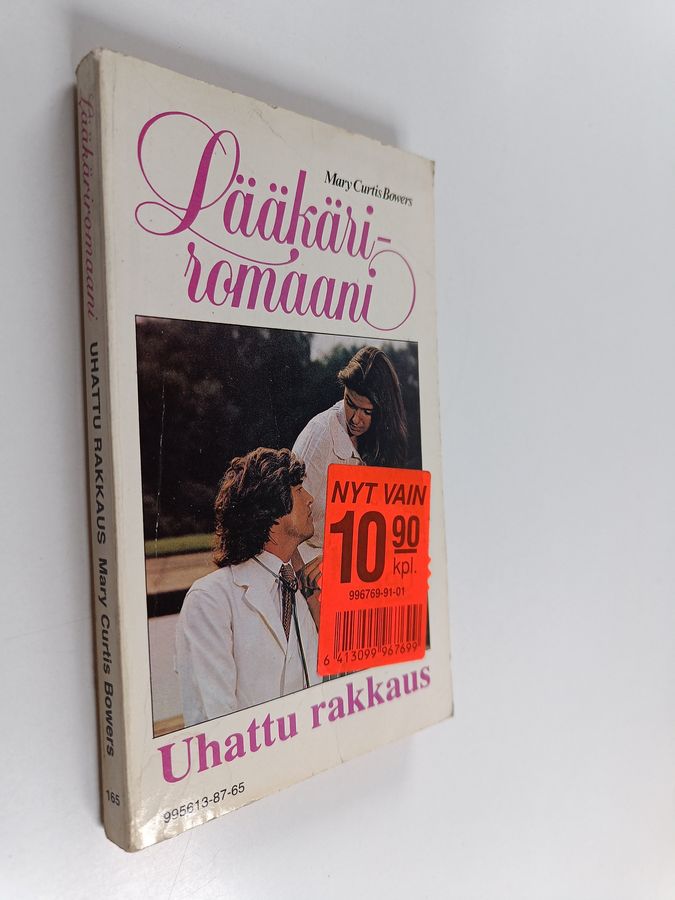 Lääkäriromaani
UHATTU RAKKAUS Mary Curtis Bowers
165
Mary Curtis Bowers
Lääkäri-
romaani
NYT VAIN
10 90
kpl.
996769-91-01
6 413099 967699
Uhattu rakkaus
995613-87-65